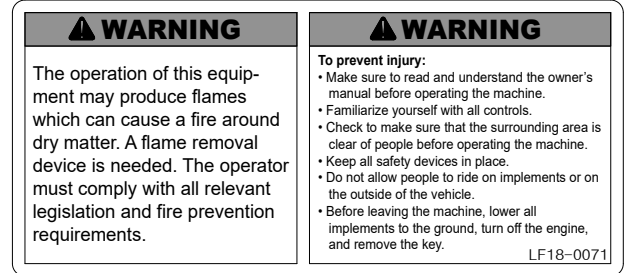 WARNING
The operation of this equip-
ment may produce flames
which can cause a fire around
dry matter. A flame removal
device is needed. The operator
must comply with all relevant
legislation and fire prevention
requirements.
WARNING
To prevent injury:
• Make sure to read and understand the owner's
manual before operating the machine.
• Familiarize yourself with all controls.
• Check to make sure that the surrounding area is
clear of people before operating the machine.
• Keep all safety devices in place.
• Do not allow people to ride on implements or on
the outside of the vehicle.
• Before leaving the machine, lower all
implements to the ground, turn off the engine,
and remove the key.
LF18-0071